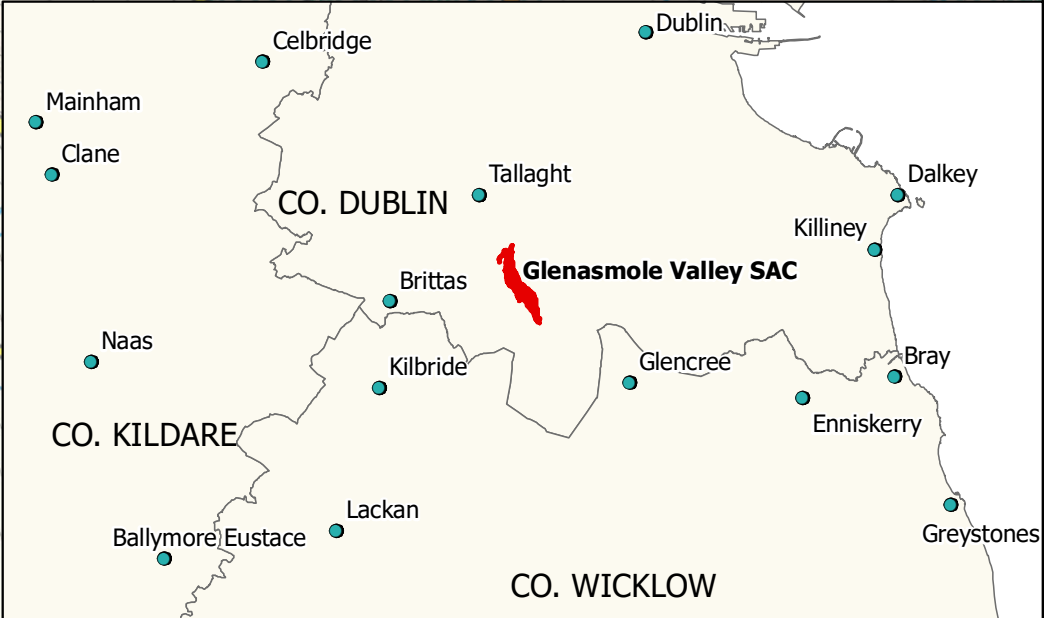 Dublin
Celbridge
Mainham
Clane
Tallaght
Dalkey
CO. DUBLIN
Killiney
Glenasmole Valley SAC
Brittas
Naas
Bray
Glencree
Kilbride
Enniskerry
CO. KILDARE
Lackan
Greystones
Ballymore Eustace
CO. WICKLOW